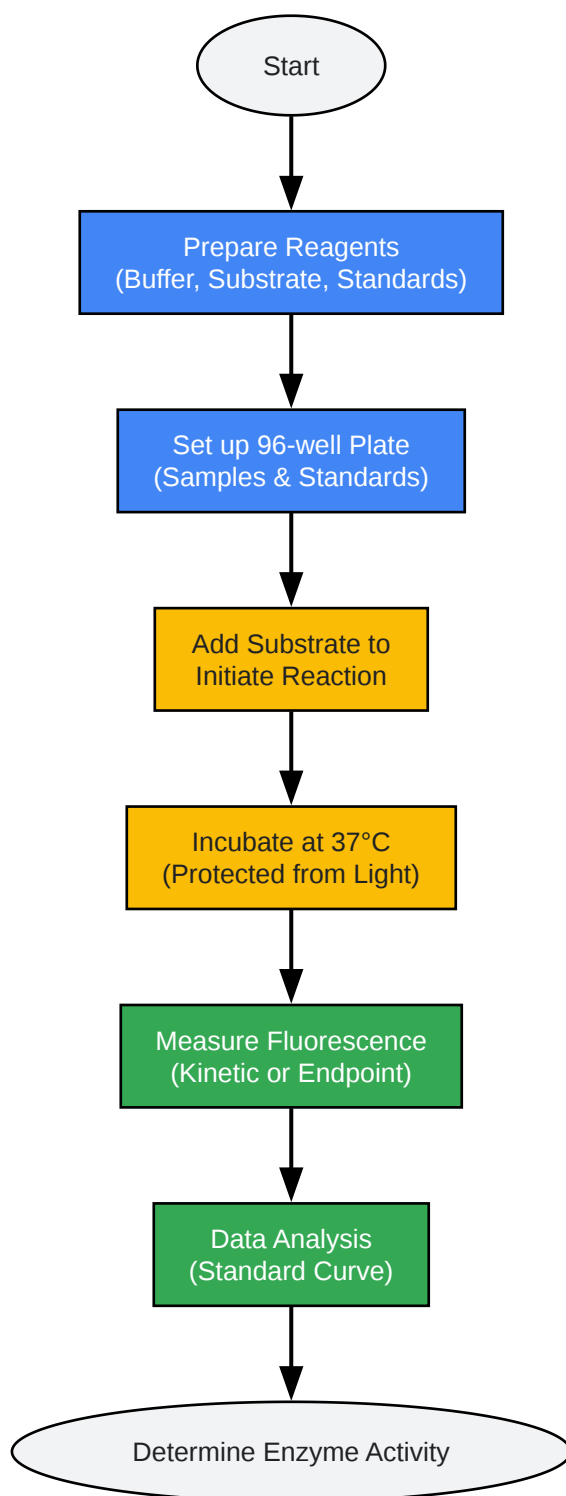 Start
Prepare Reagents
(Buffer, Substrate, Standards)
Set up 96-well Plate
(Samples & Standards)
Add Substrate to
Initiate Reaction
Incubate at 37°C
(Protected from Light)
Measure Fluorescence
(Kinetic or Endpoint)
Data Analysis
(Standard Curve)
Determine Enzyme Activity